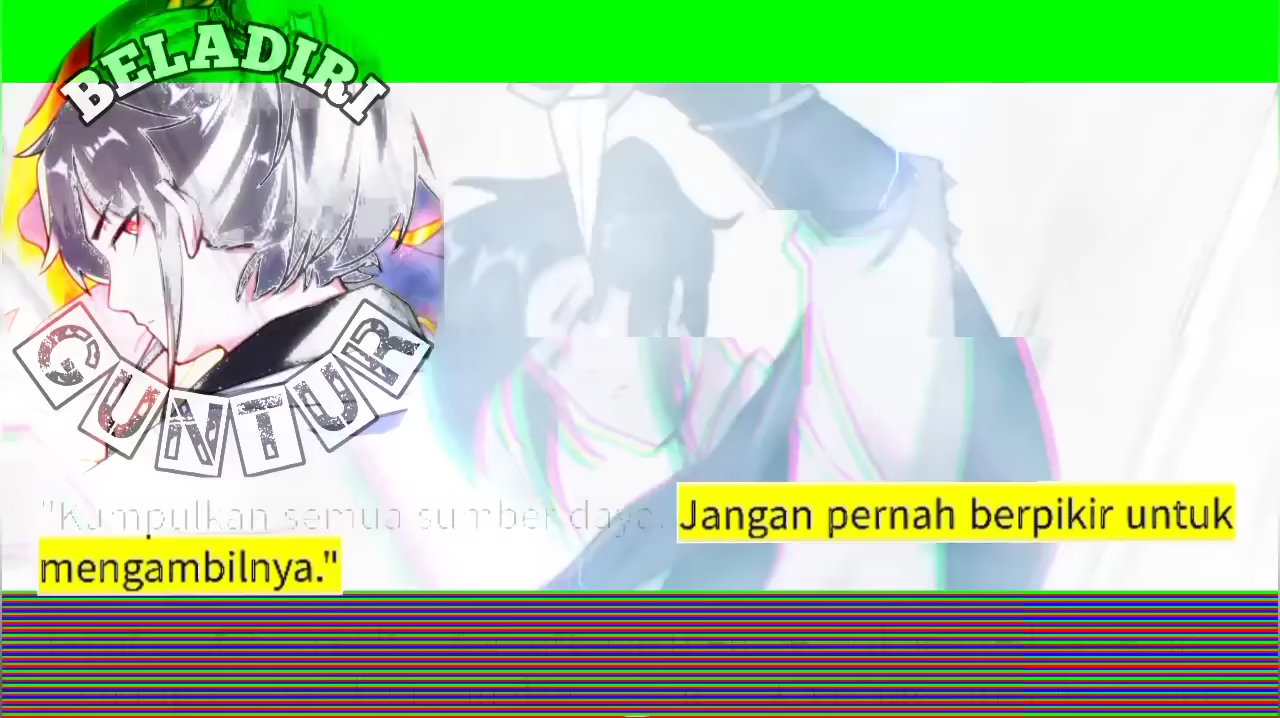 BELADIRI
GUNTUR
"Kumpulkan semua sumber daya. Jangan pernah berpikir untuk
mengambilnya."